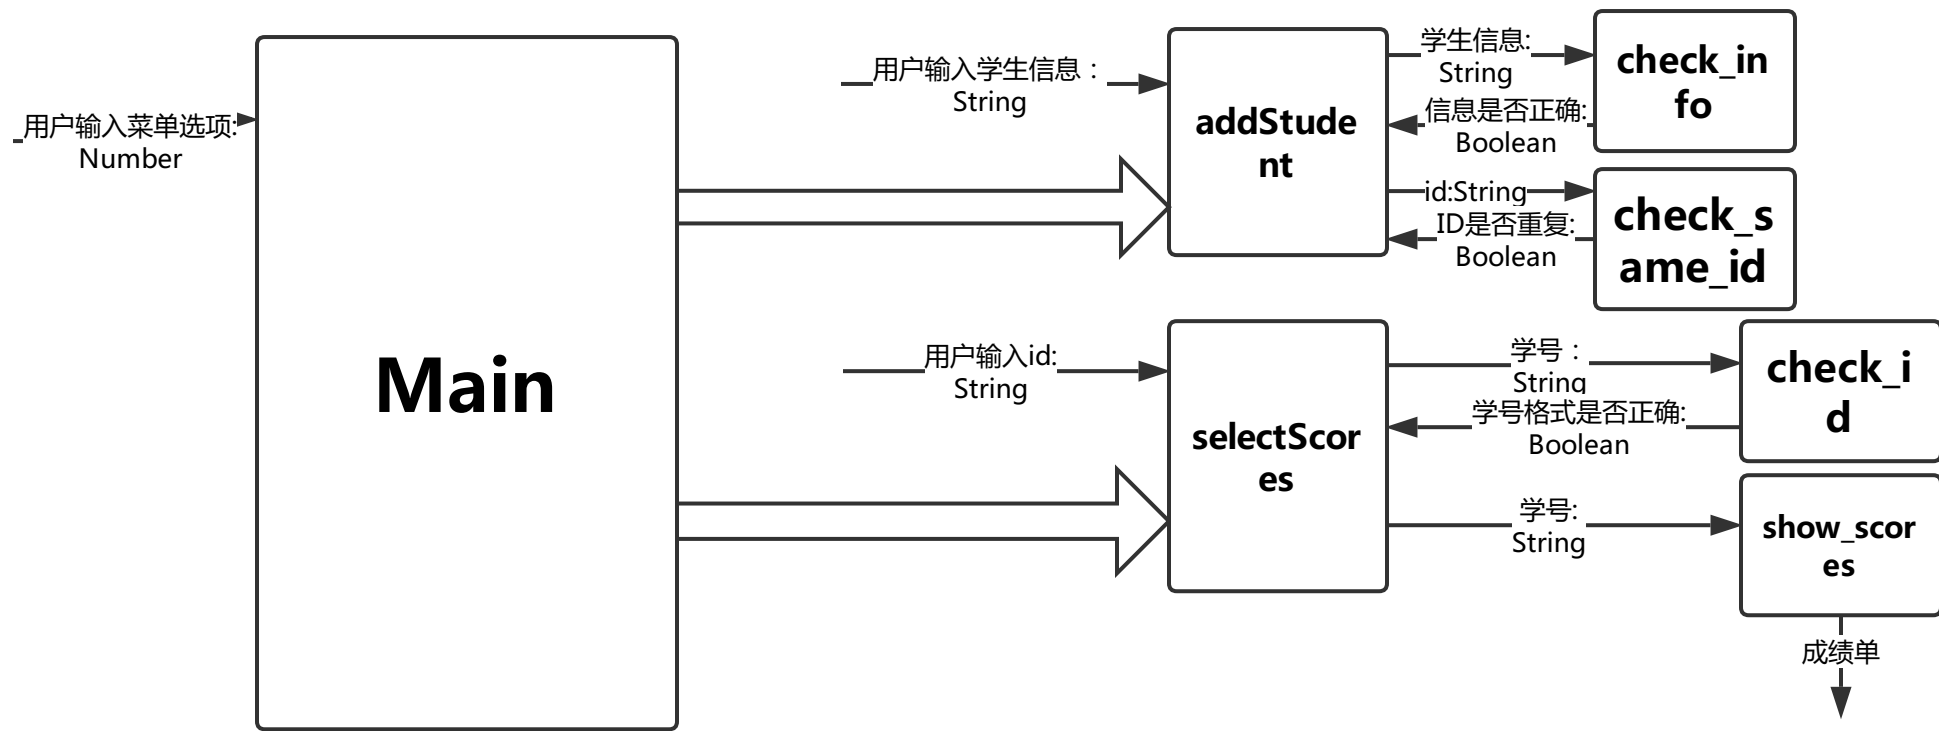 用户输入菜单选项:
Number
Main
用户输入学生信息：
String
addStude
nt
学生信息:
String
信息是否正确:
Boolean
check_in
fo
id:String
ID是否重复:
Boolean
check_s
ame_id
用户输入id:
String
selectScor
es
学号：
String
学号格式是否正确:
Boolean
check_i
d
学号:
String
show_scor
es
成绩单